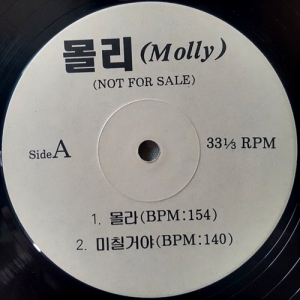 몰리 (Molly)
(NOT FOR SALE)
Side A
33⅓ RPM
1. 몰라(BPM:154)
2. 미칠거야(BPM:140)